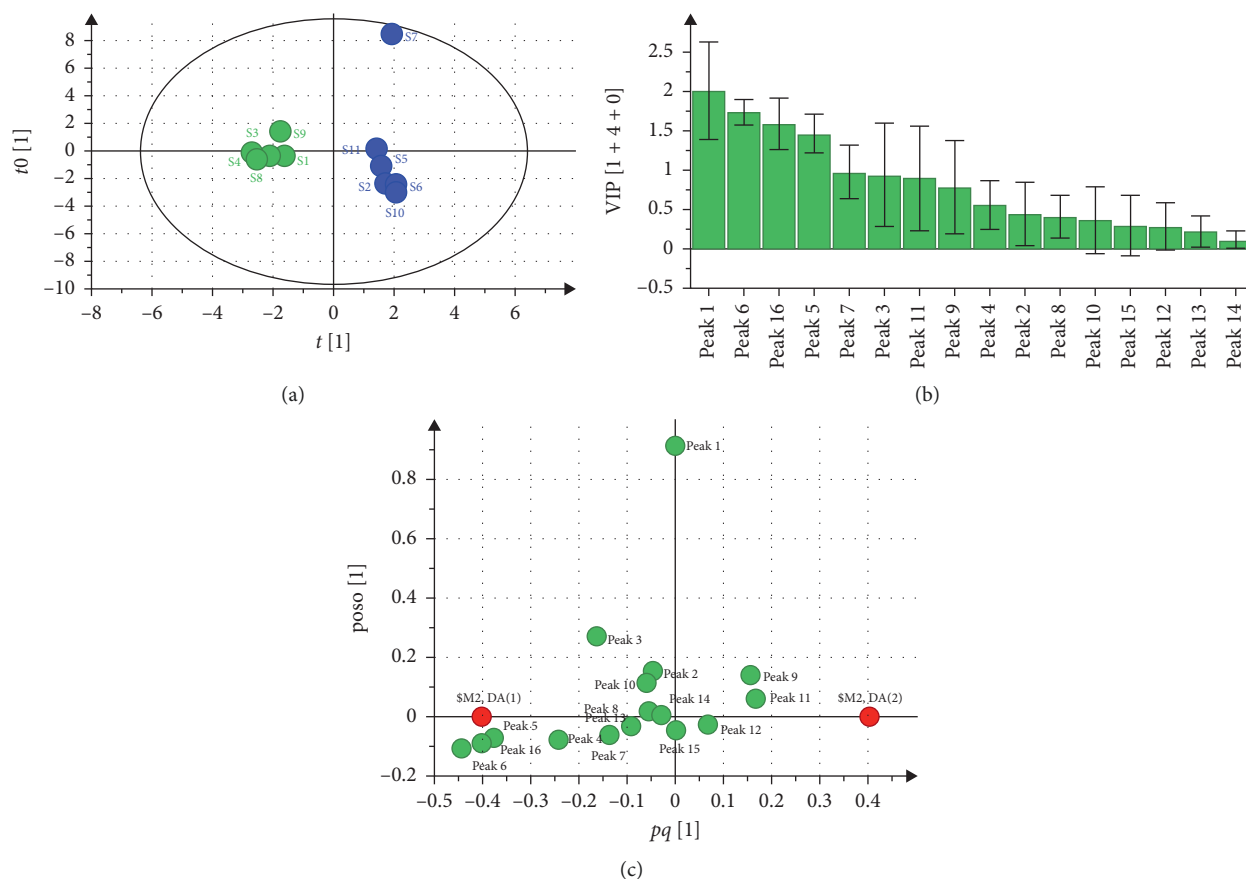 t0 [1]
8
6
4
2
0
−2
−4
−6
−8
−10
S7
S3
S9
S4
S1
S8
S11
S5
S2
S6
S10
−8
−6
−4
−2
0
2
4
6
t [1]
(a)
VIP [1 + 4 + 0]
2.5
2
1.5
1
0.5
0
−0.5
Peak 1
Peak 6
Peak 16
Peak 5
Peak 7
Peak 3
Peak 11
Peak 9
Peak 4
Peak 2
Peak 8
Peak 10
Peak 15
Peak 12
Peak 13
Peak 14
(b)
poso [1]
0.8
0.6
0.4
0.2
0
−0.2
Peak 1
Peak 3
Peak 2
Peak 9
Peak 10
Peak 14
Peak 11
$M2, DA(1)
Peak 8
$M2, DA(2)
Peak 5
Peak 13
Peak 12
Peak 16
Peak 4
Peak 7
Peak 15
Peak 6
−0.5
−0.4
−0.3
−0.2
−0.1
0
0.1
0.2
0.3
0.4
pq [1]
(c)